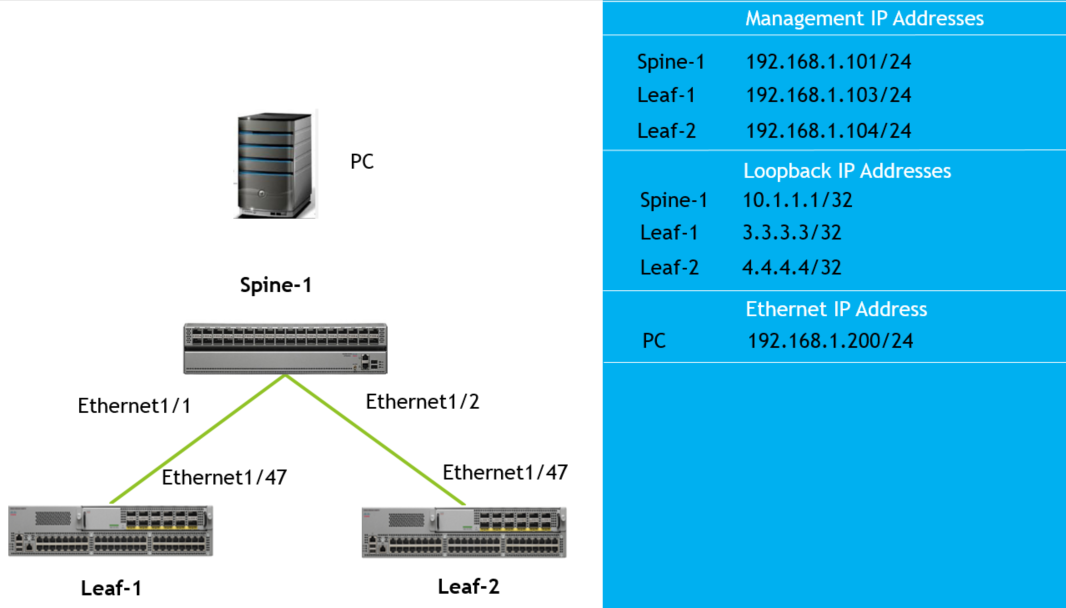 Management IP Addresses
Spine-1 192.168.1.101/24
Leaf-1 192.168.1.103/24
Leaf-2 192.168.1.104/24
Loopback IP Addresses
Spine-1 10.1.1.1/32
Leaf-1 3.3.3.3/32
Leaf-2 4.4.4.4/32
Ethernet IP Address
PC 192.168.1.200/24
PC
Spine-1
Ethernet1/1
Ethernet1/2
Ethernet1/47
Ethernet1/47
Leaf-1
Leaf-2